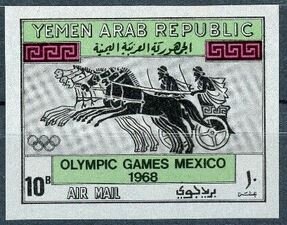 YEMEN ARAB REPUBLIC
الجمهورية العربية اليمنية
OLYMPIC GAMES MEXICO
1968
10B AIR MAIL بريد جوي ١٠